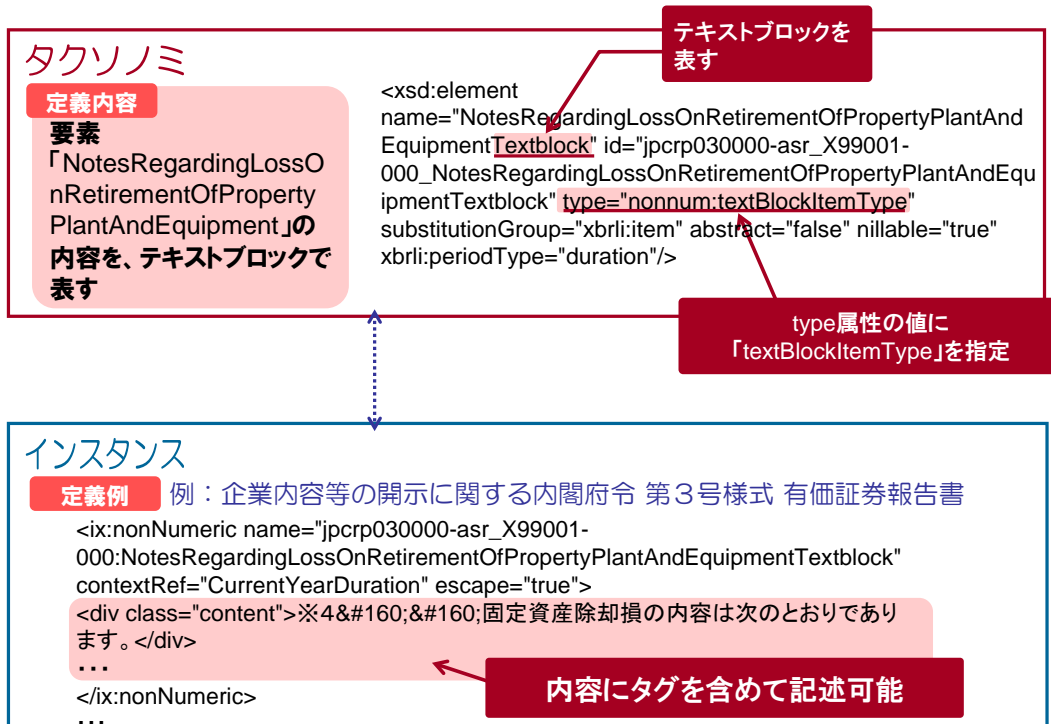 テキストブロックを
表す
タクソノミ
定義内容
要素
「NotesRegardingLossO
nRetirementOfProperty
PlantAndEquipment」の
内容を、テキストブロックで
表す
<xsd:element
name="NotesRegardingLossOnRetirementOfPropertyPlantAnd
EquipmentTextblock" id="jpcrp030000-asr_X99001-
000_NotesRegardingLossOnRetirementOfPropertyPlantAndEqu
ipmentTextblock" type="nonnum:textBlockItemType"
substitutionGroup="xbrli:item" abstract="false" nillable="true"
xbrli:periodType="duration"/>
type属性の値に
「textBlockItemType」を指定
インスタンス
定義例
例：企業内容等の開示に関する内閣府令 第３号様式 有価証券報告書
<ix:nonNumeric name="jpcrp030000-asr_X99001-
000:NotesRegardingLossOnRetirementOfPropertyPlantAndEquipmentTextblock"
contextRef="CurrentYearDuration" escape="true">
<div class="content">※4&#160;&#160;固定資産除却損の内容は次のとおりであり
ます。</div>
・・・
</ix:nonNumeric>
・・・
内容にタグを含めて記述可能